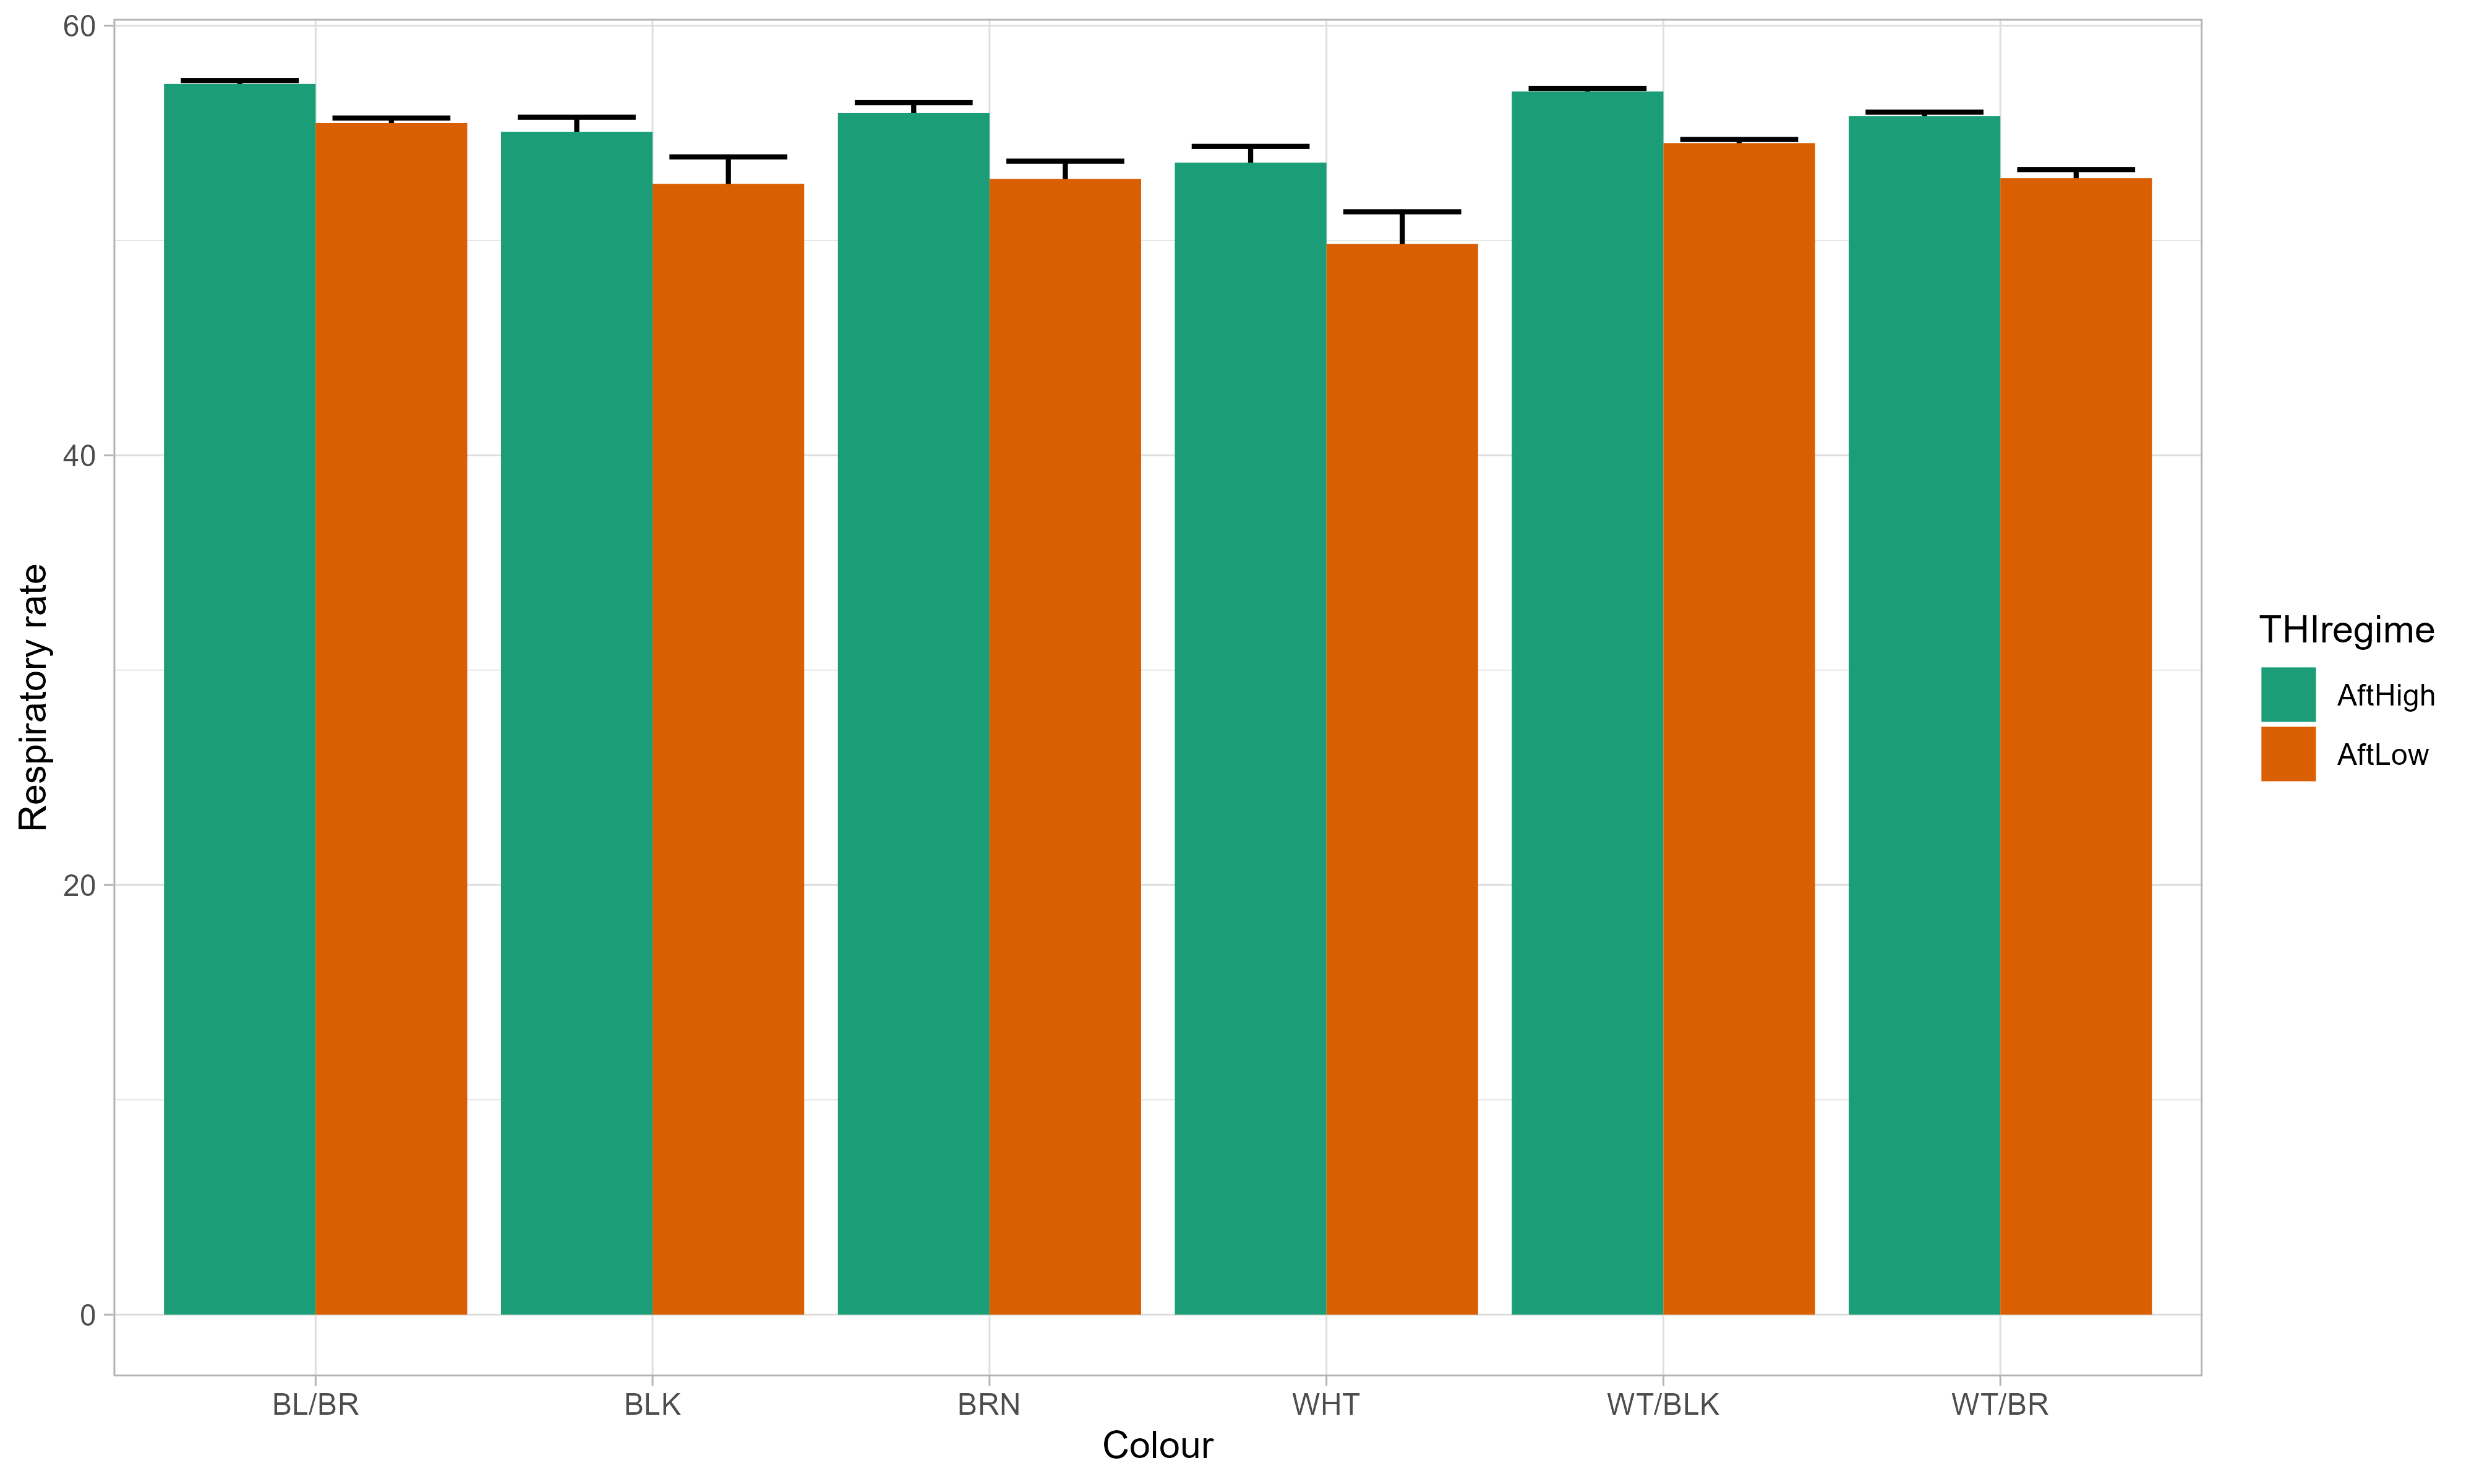 60
40
20
0
Respiratory rate
BL/BR
BLK
BRN
WHT
WT/BLK
WT/BR
Colour
THIregime
AftHigh
AftLow